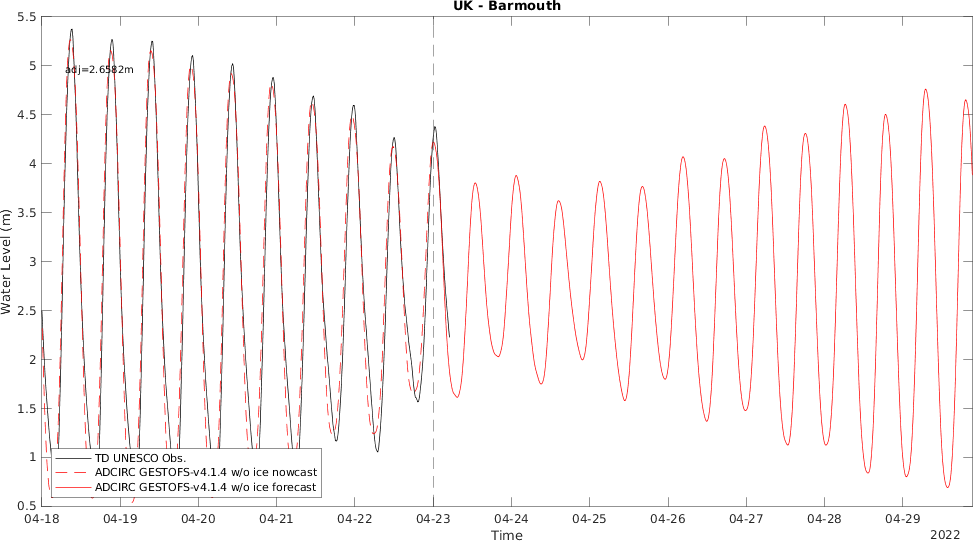 UK - Barmouth
5.5
5
4.5
4
3.5
3
2.5
2
1.5
1
0.5
Water Level (m)
adj=2.6582m
TD UNESCO Obs.
ADCIRC GESTOFS-v4.1.4 w/o ice nowcast
ADCIRC GESTOFS-v4.1.4 w/o ice forecast
04-18 04-19 04-20 04-21 04-22 04-23 04-24 04-25 04-26 04-27 04-28 04-29
Time
2022